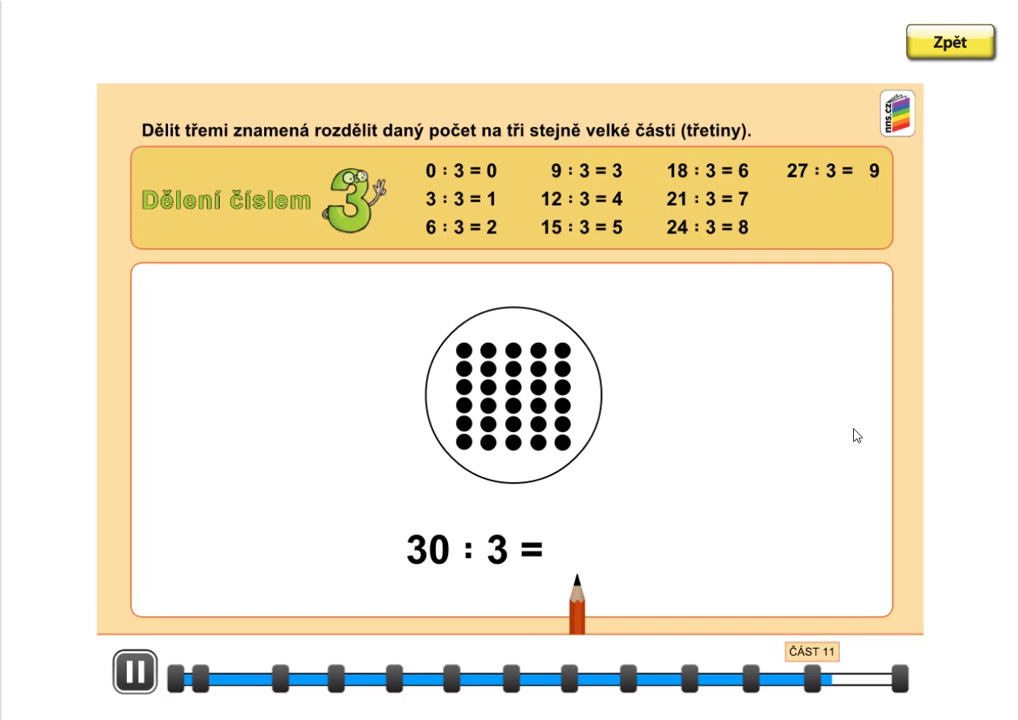 Zpět
nns.cz
Dělit třemi znamená rozdělit daný počet na tři stejně velké části (třetiny).
Dělení číslem 3
0 : 3 = 0 9 : 3 = 3 18 : 3 = 6 27 : 3 = 9
3 : 3 = 1 12 : 3 = 4 21 : 3 = 7
6 : 3 = 2 15 : 3 = 5 24 : 3 = 8
30 : 3 =
ČÁST 11